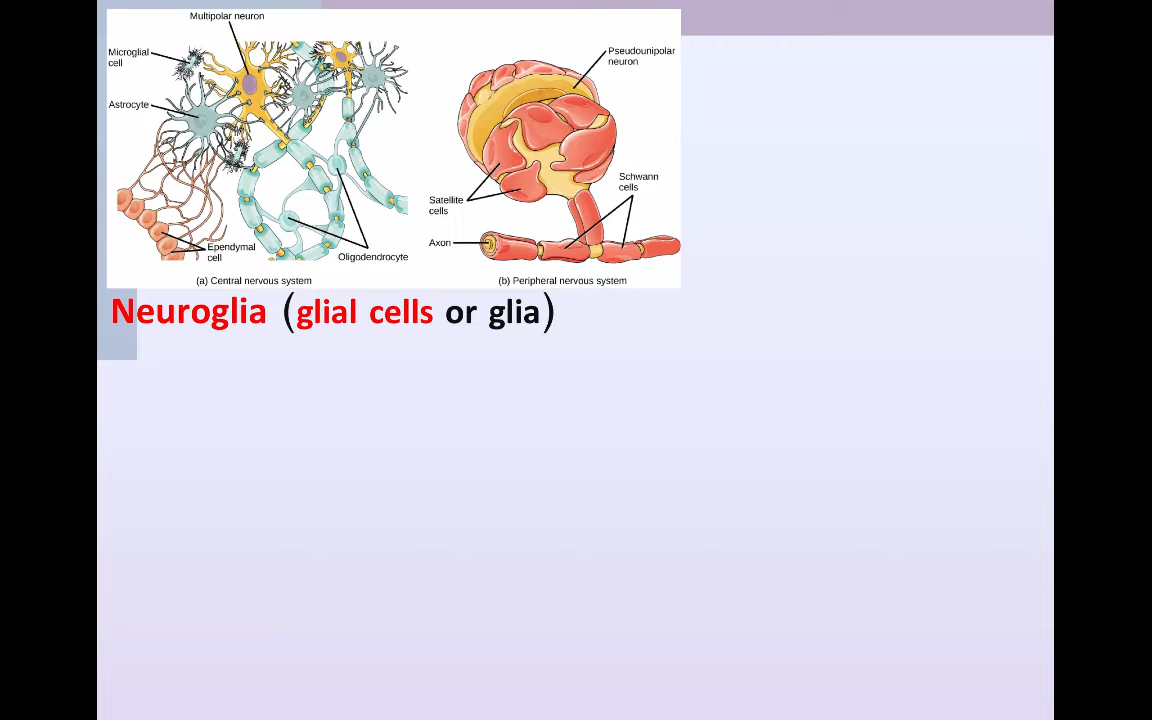 Multipolar neuron
Microglial
cell
Astrocyte
Ependymal
cell
Oligodendrocyte
(a) Central nervous system
Pseudounipolar
neuron
Satellite
cells
Schwann
cells
Axon
(b) Peripheral nervous system
Neuroglia (glial cells or glia)